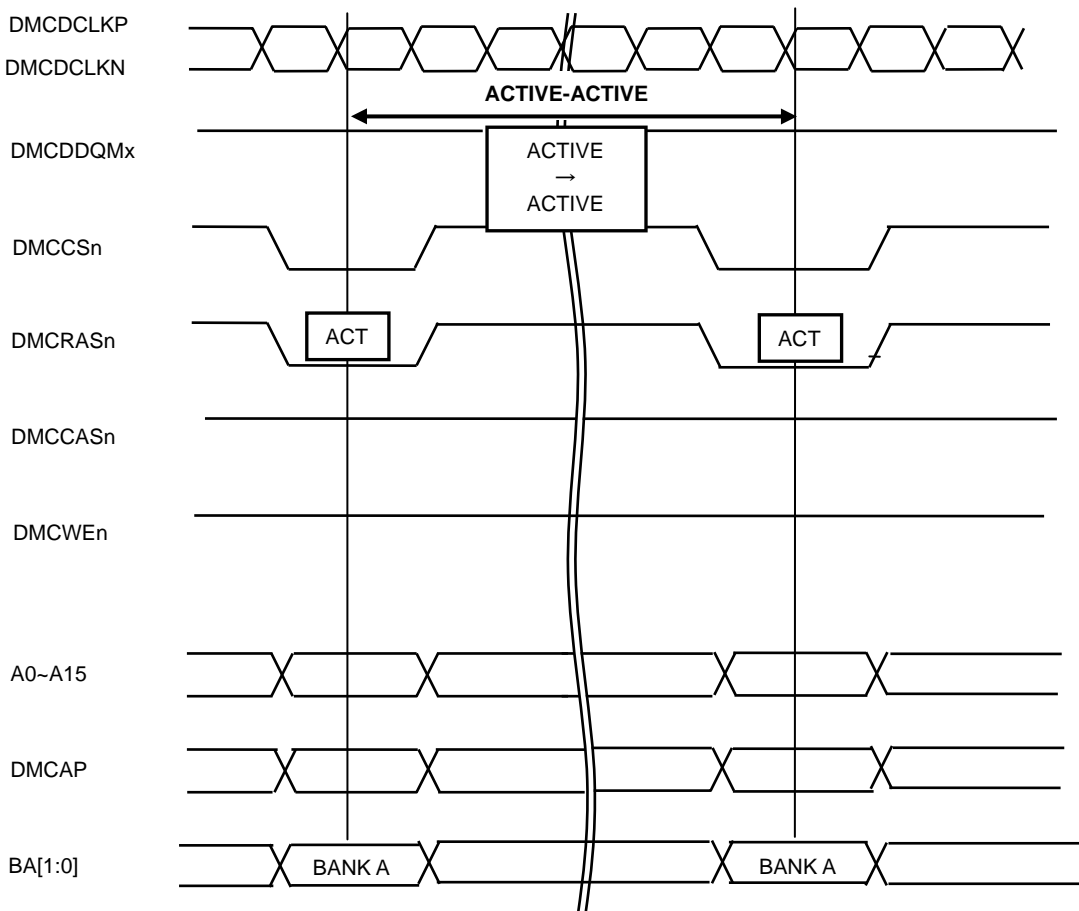 DMCDCLKP
DMCDCLKN
ACTIVE-ACTIVE
DMCDDQMx
ACTIVE
→
ACTIVE
DMCCSn
DMCRASn
ACT
ACT
DMCCASn
DMCWEn
A0~A15
DMCAP
BA[1:0]
BANK A
BANK A